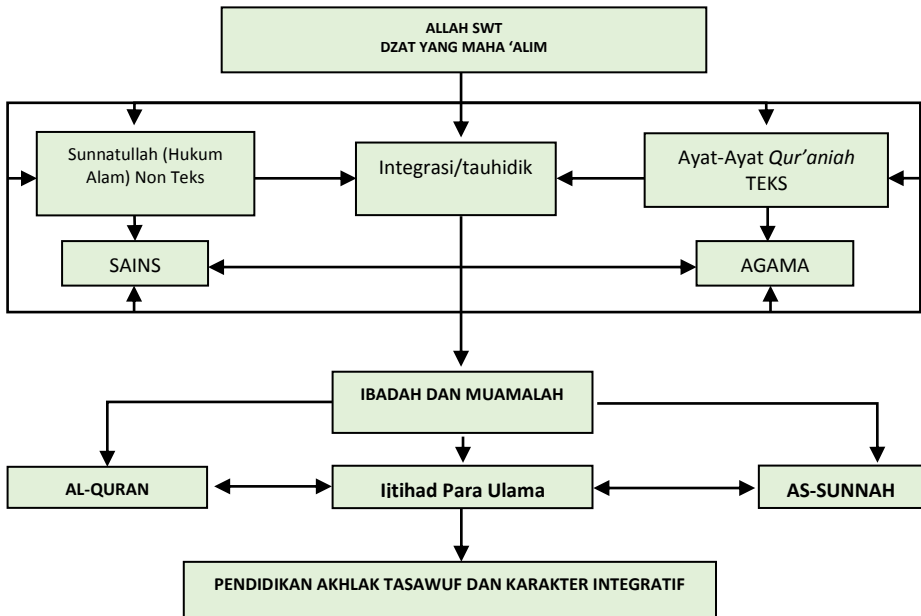 ALLAH SWT
DZAT YANG MAHA ‘ALIM
Sunnatullah (Hukum
Alam) Non Teks
Integrasi/tauhidik
Ayat-Ayat Qur’aniah
TEKS
SAINS
AGAMA
IBADAH DAN MUAMALAH
AL-QURAN
Iitihad Para Ulama
AS-SUNNAH
PENDIDIKAN AKHLAK TASAWUF DAN KARAKTER INTEGRATIF